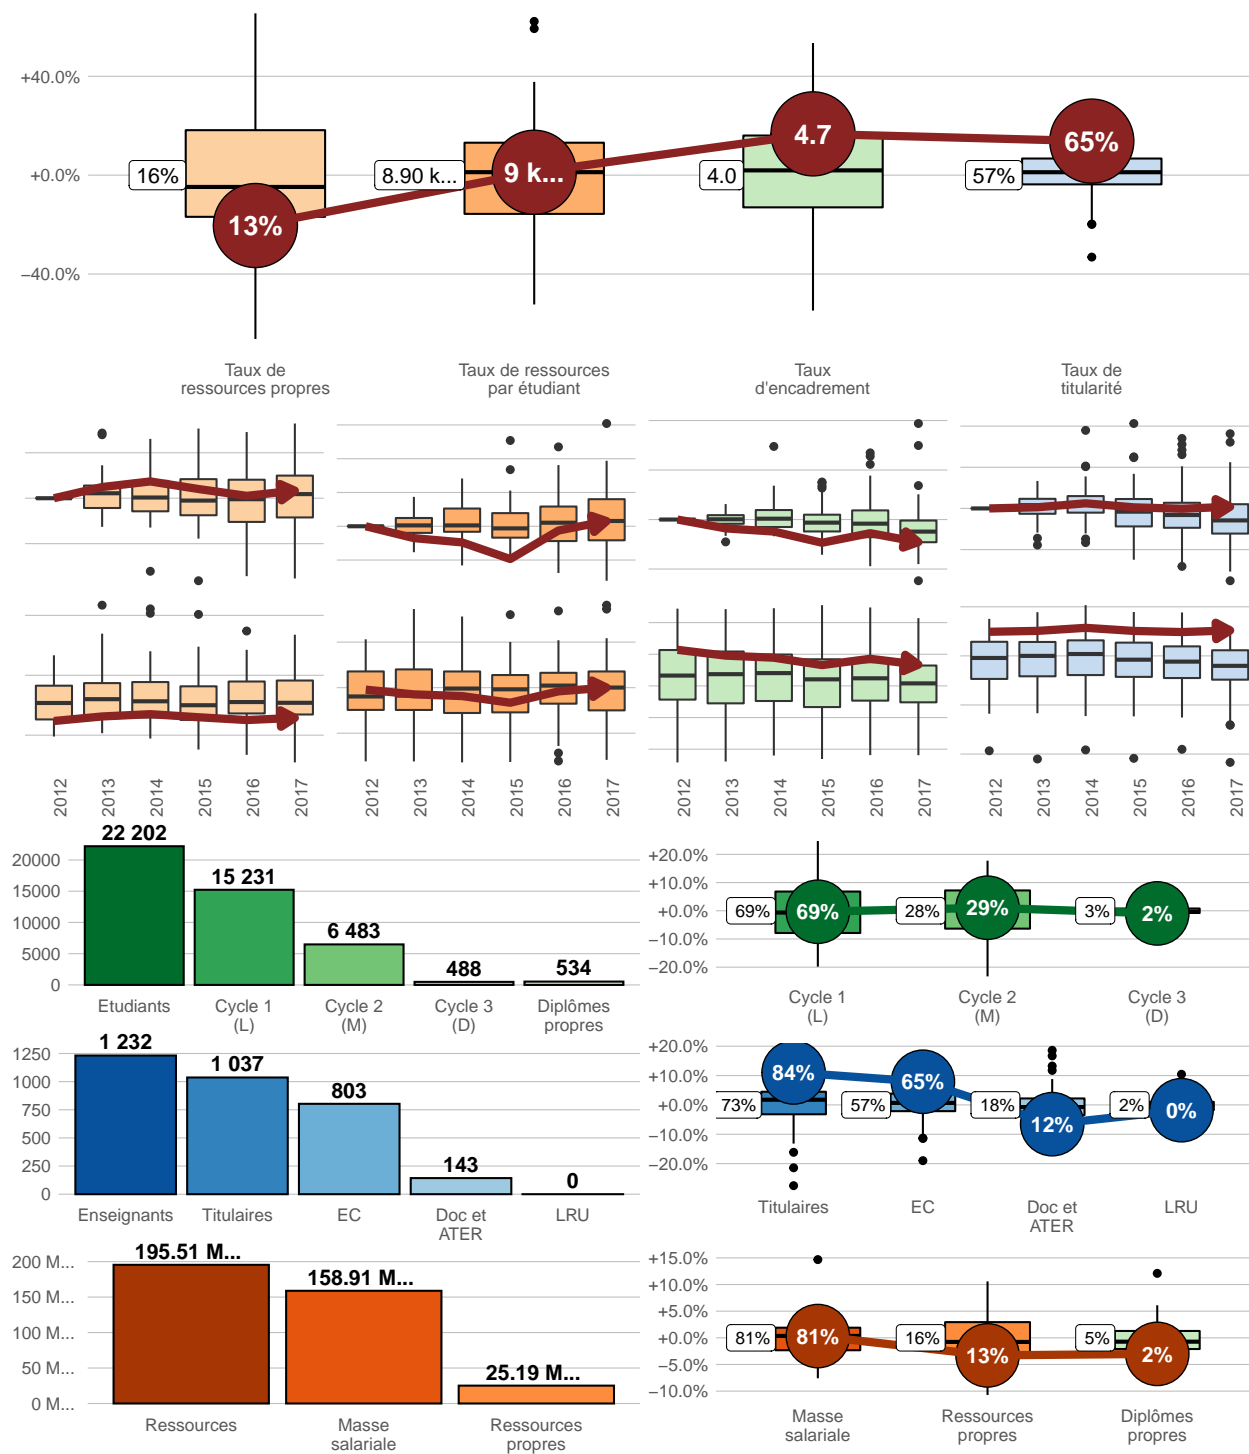 +40.0%
+0.0%
−40.0%
16%
13%
8.90 k...
9 k...
4.0
4.7
57%
65%
Taux de
ressources propres
Taux de ressources
par étudiant
Taux
d'encadrement
Taux de
titularité
2012 2013 2014 2015 2016 2017
2012 2013 2014 2015 2016 2017
2012 2013 2014 2015 2016 2017
2012 2013 2014 2015 2016 2017
20000
15000
10000
5000
0
22 202
15 231
6 483
488
534
Etudiants
Cycle 1
(L)
Cycle 2
(M)
Cycle 3
(D)
Diplômes
propres
+20.0%
+10.0%
+0.0%
−10.0%
−20.0%
69%
69%
28%
29%
3%
2%
Cycle 1
(L)
Cycle 2
(M)
Cycle 3
(D)
1250
1000
750
500
250
0
1 232
1 037
803
143
0
Enseignants
Titulaires
EC
Doc et
ATER
LRU
+20.0%
+10.0%
+0.0%
−10.0%
−20.0%
73%
84%
57%
65%
18%
12%
2%
0%
Titulaires
EC
Doc et
ATER
LRU
200 M...
150 M...
100 M...
50 M...
0 M...
195.51 M...
158.91 M...
25.19 M...
Ressources
Masse
salariale
Ressources
propres
+15.0%
+10.0%
+5.0%
+0.0%
−5.0%
−10.0%
81%
81%
16%
13%
5%
2%
Masse
salariale
Ressources
propres
Diplômes
propres